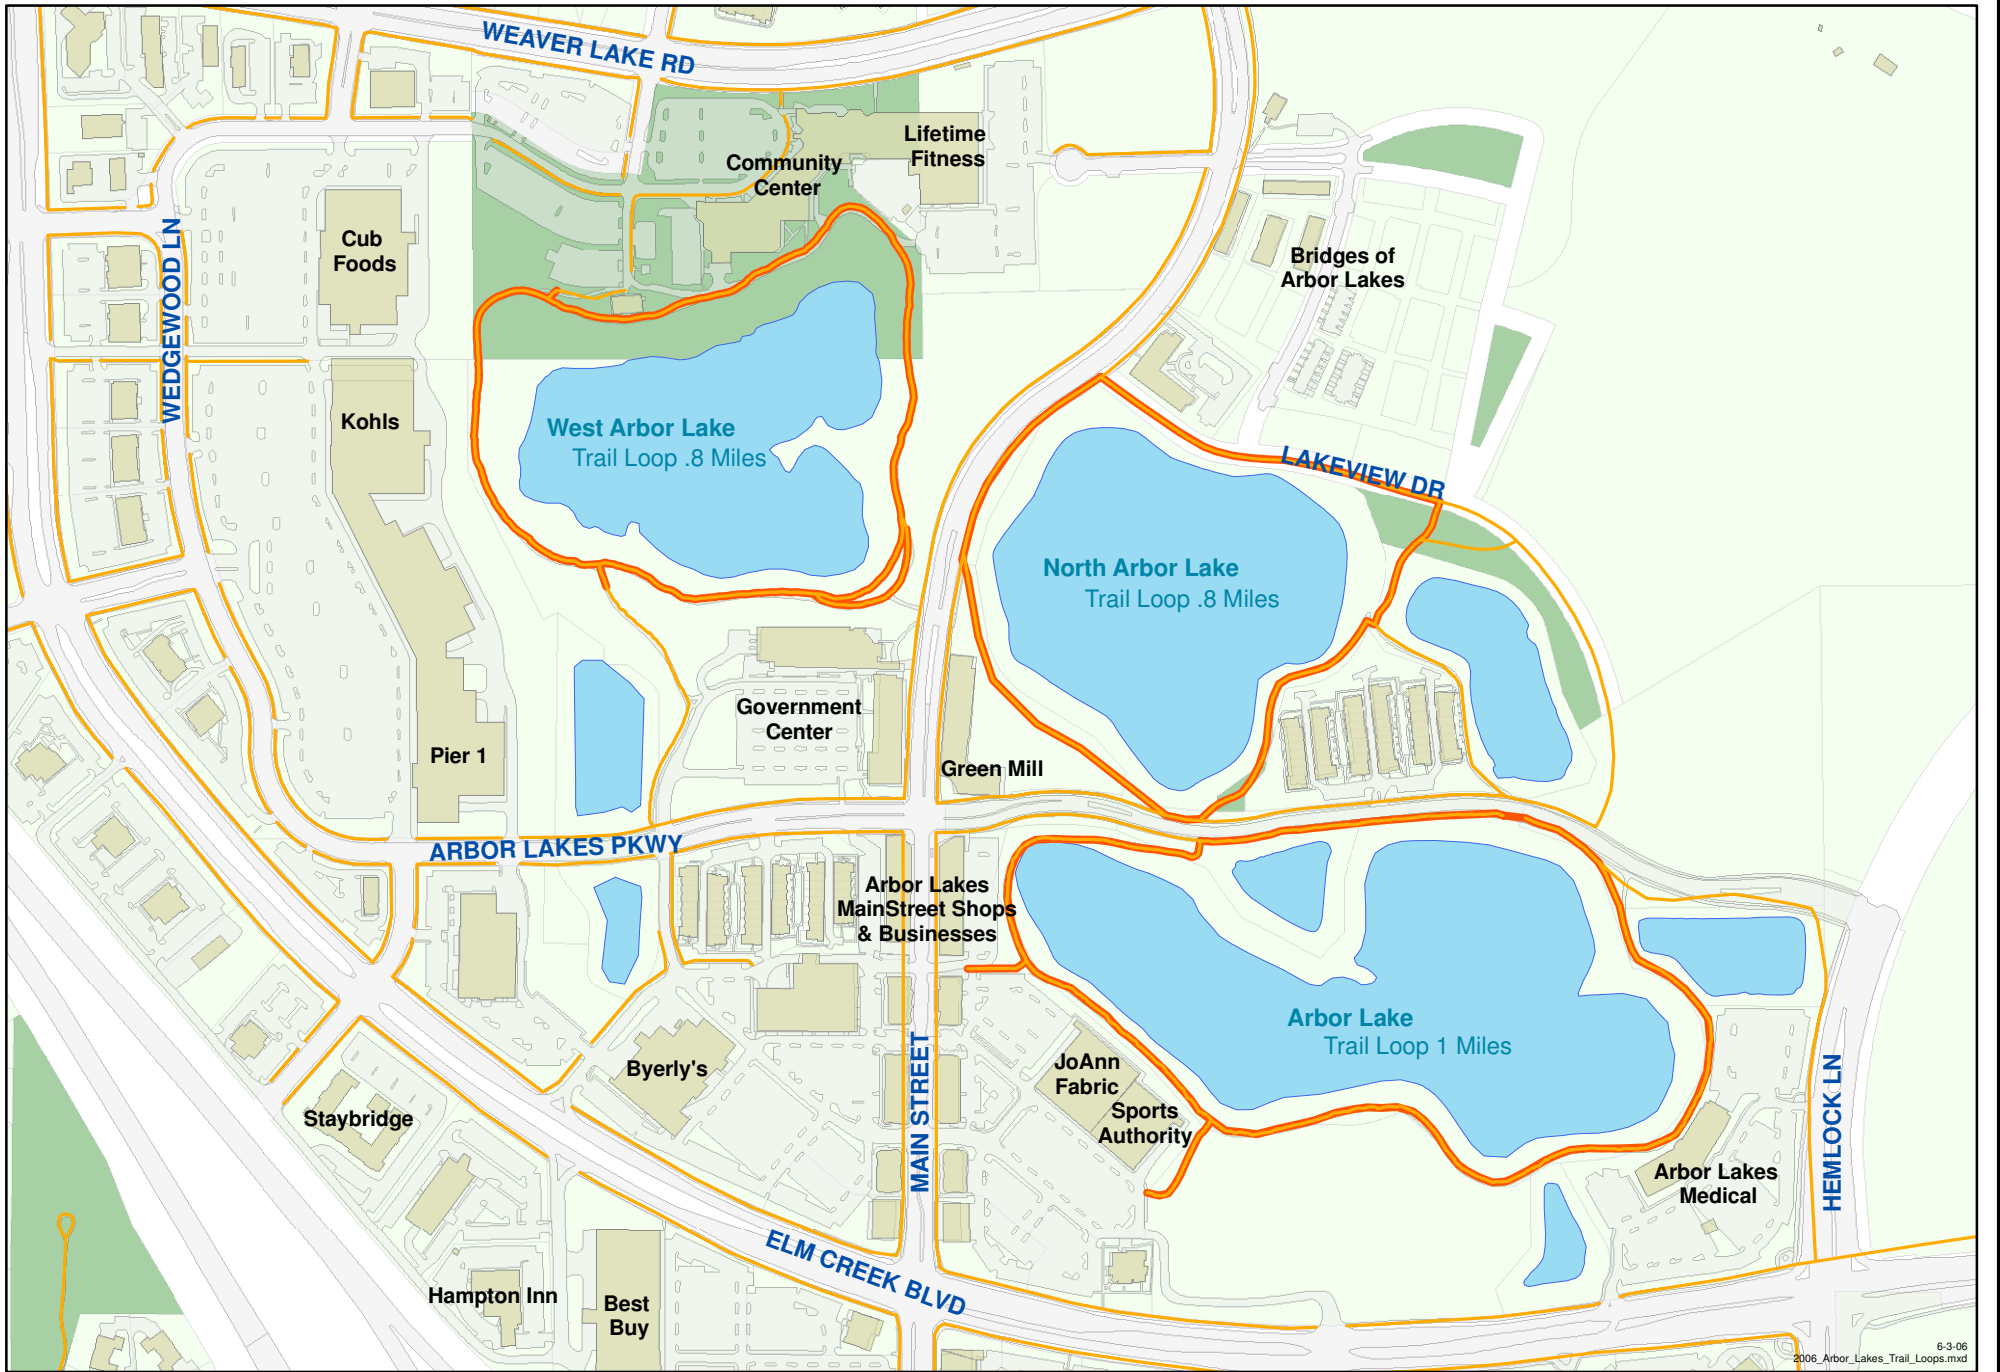 WEAVER LAKE RD
Lifetime
Fitness
Community
Center
Cub
Foods
WEDGEWOOD LN
Bridges of
Arbor Lakes
Kohls
West Arbor Lake
Trail Loop .8 Miles
LAKEVIEW DR
North Arbor Lake
Trail Loop .8 Miles
Government
Center
Pier 1
Green Mill
ARBOR LAKES PKWY
Arbor Lakes
MainStreet Shops
& Businesses
Arbor Lake
Trail Loop 1 Miles
Byerly's
MAIN STREET
JoAnn
Fabric
Sports
Authority
Staybridge
Arbor Lakes
Medical
HEMLOCK LN
ELM CREEK BLVD
Hampton Inn
Best
Buy
6-3-06
2006_Arbor_Lakes_Trail_Loops.mxd